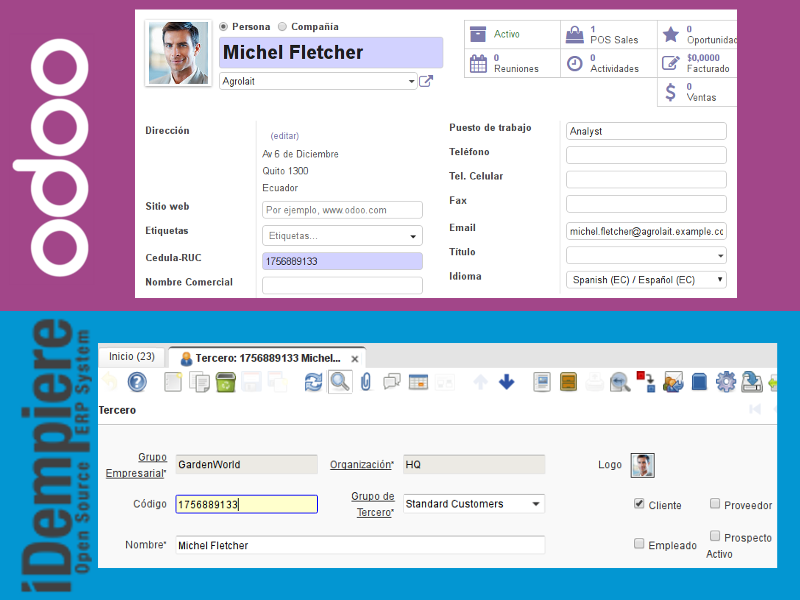 odoo
Persona Compañía
Michel Fletcher
Agrolait
Activo
1
POS Sales
0
Oportunidad
0
Reuniones
0
Actividades
$0,0000
Facturado
0
Ventas
Dirección
(editar)
Av 6 de Diciembre
Quito 1300
Ecuador
Sitio web
Por ejemplo, www.odoo.com
Etiquetas
Etiquetas...
Cedula-RUC
1756889133
Nombre Comercial
Puesto de trabajo
Analyst
Teléfono
Tel. Celular
Fax
Email
michel.fletcher@agrolait.example.cc
Título
Idioma
Spanish (EC) / Español (EC)
iDempiere
Open Source ERP System
Inicio (23)
Tercero: 1756889133 Michel...
Tercero
Grupo
Empresarial*
GardenWorld
Organización*
HQ
Logo
Código
1756889133
Grupo de
Tercero*
Standard Customers
Cliente
Proveedor
Nombre*
Michel Fletcher
Empleado
Prospecto
Activo